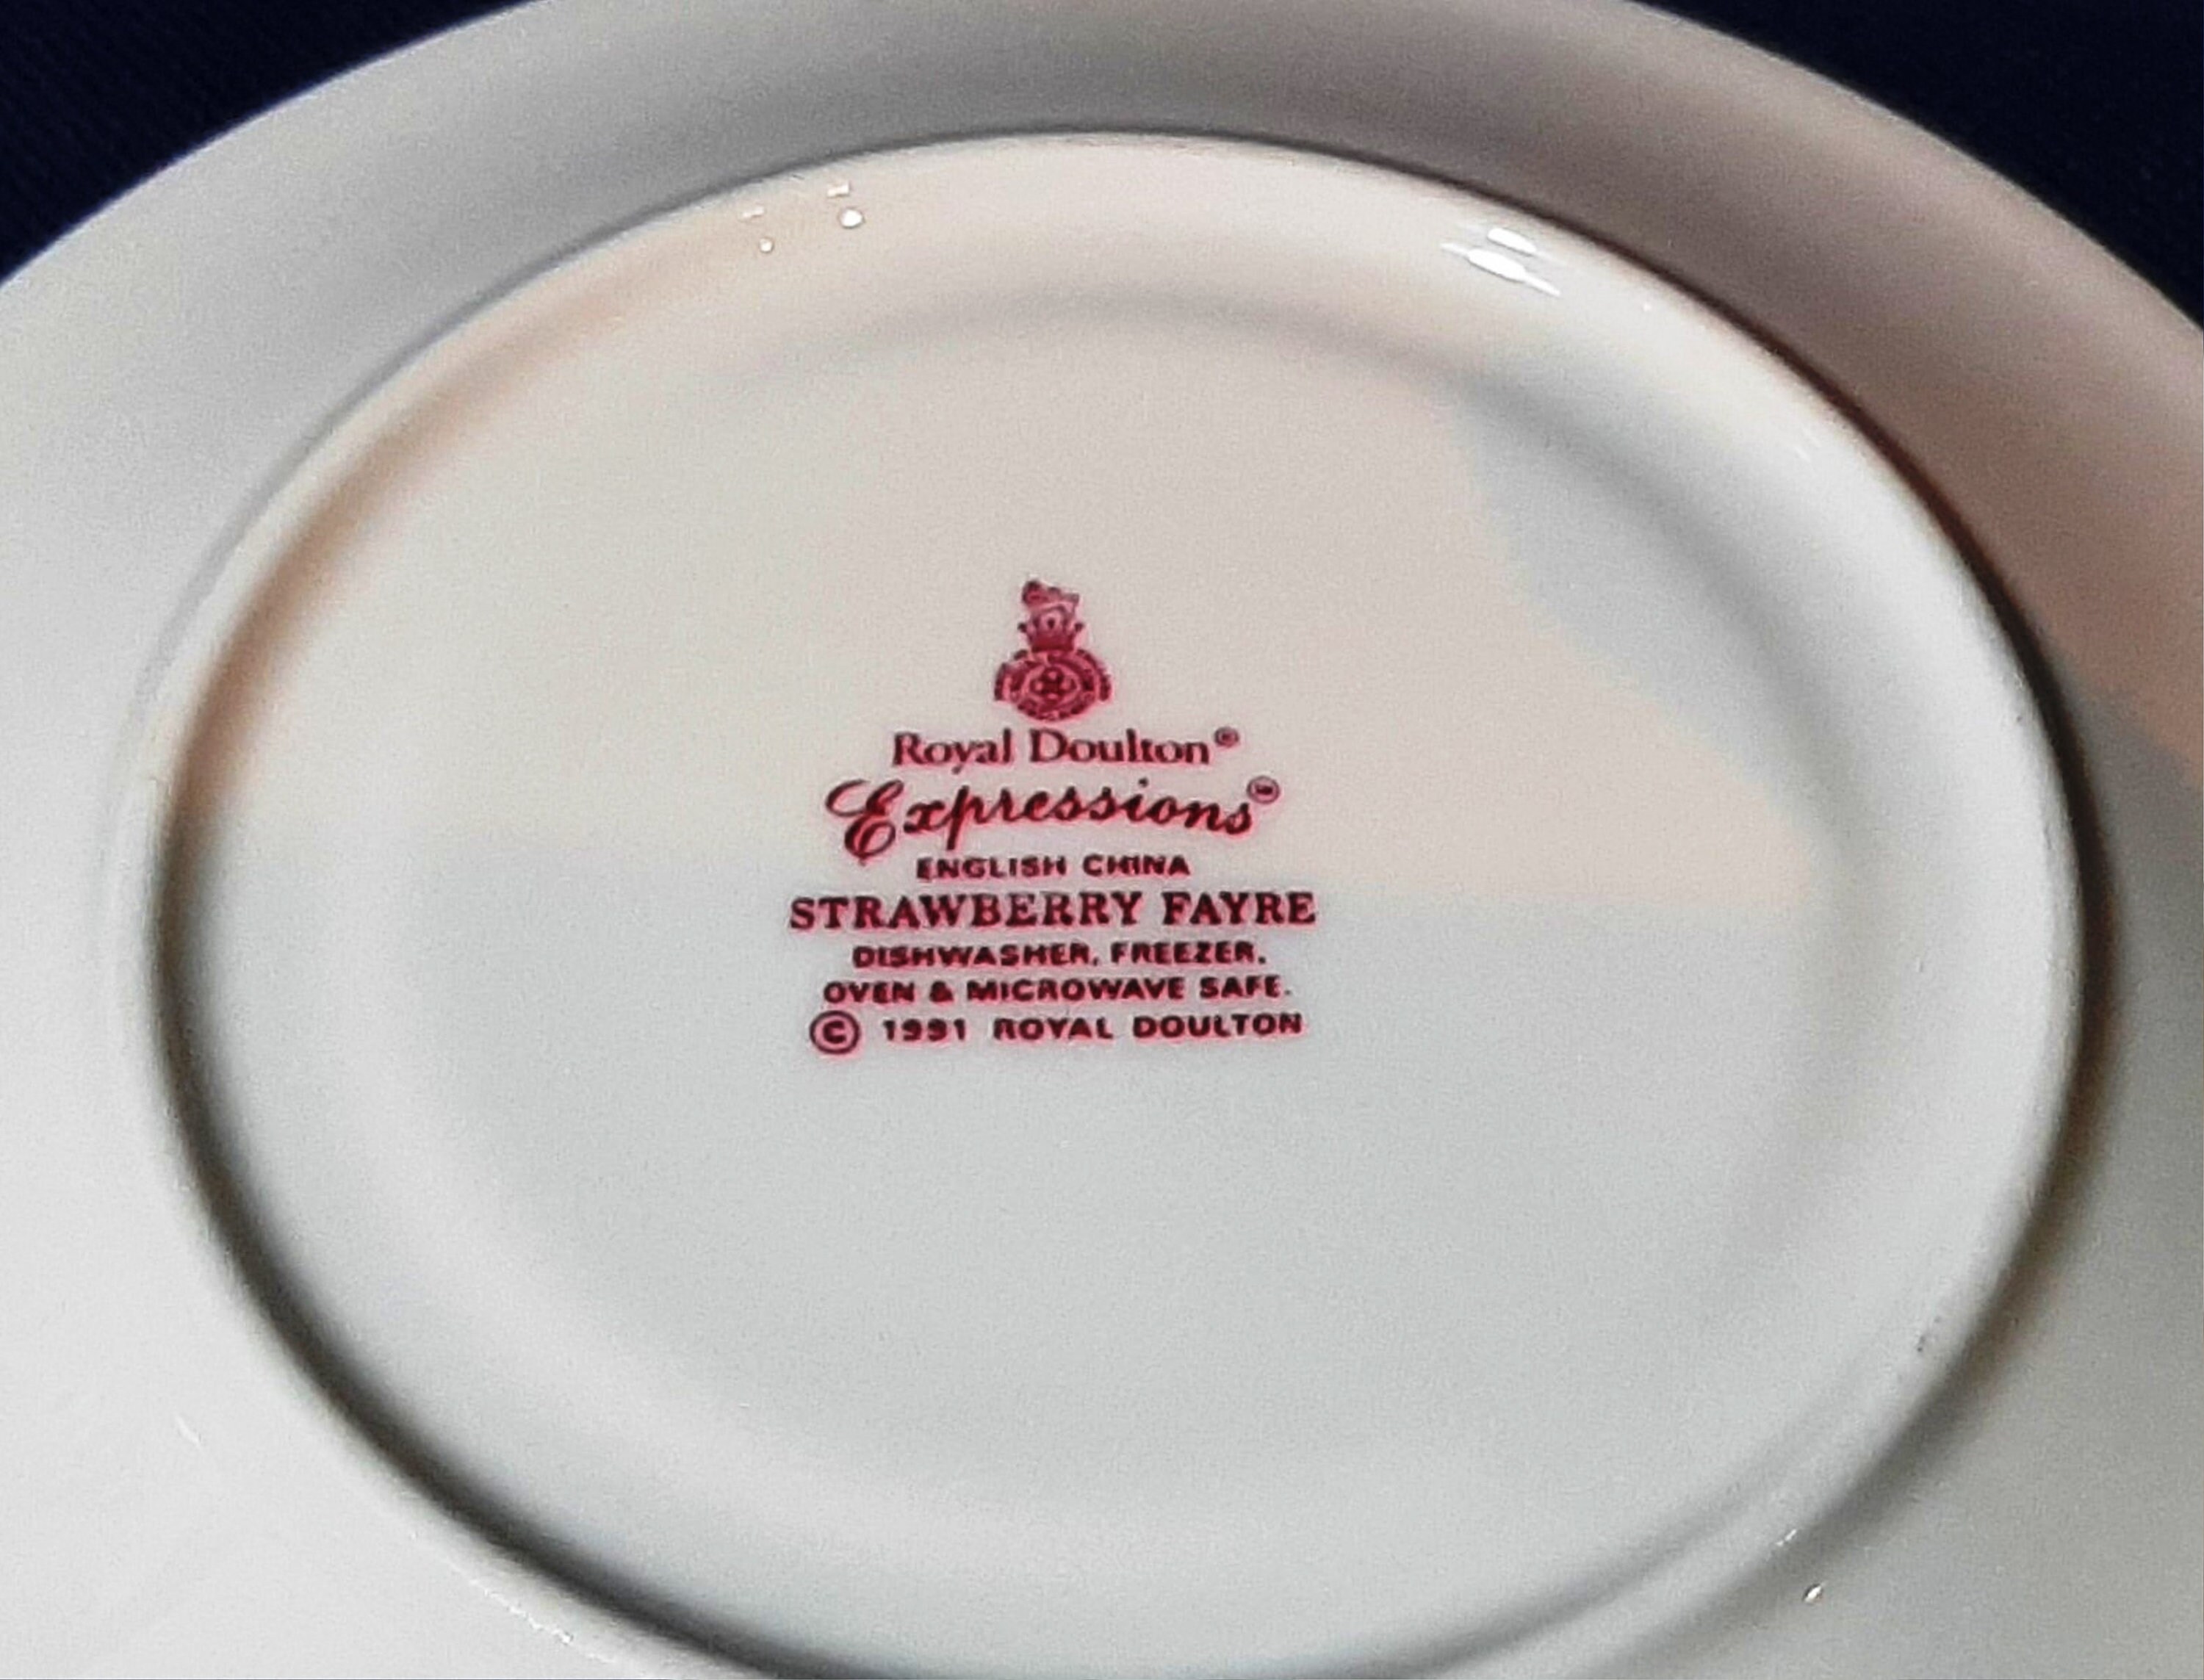 Royal Doulton®
Expressions
ENGLISH CHINA
STRAWBERRY FAYRE
DISHWASHER, FREEZER,
OVEN & MICROWAVE SAFE.
© 1991 ROYAL DOULTON